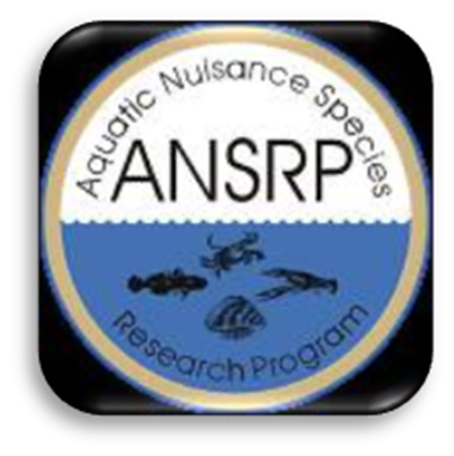 Aquatic Nuisance Species
ANSRP
Research Program